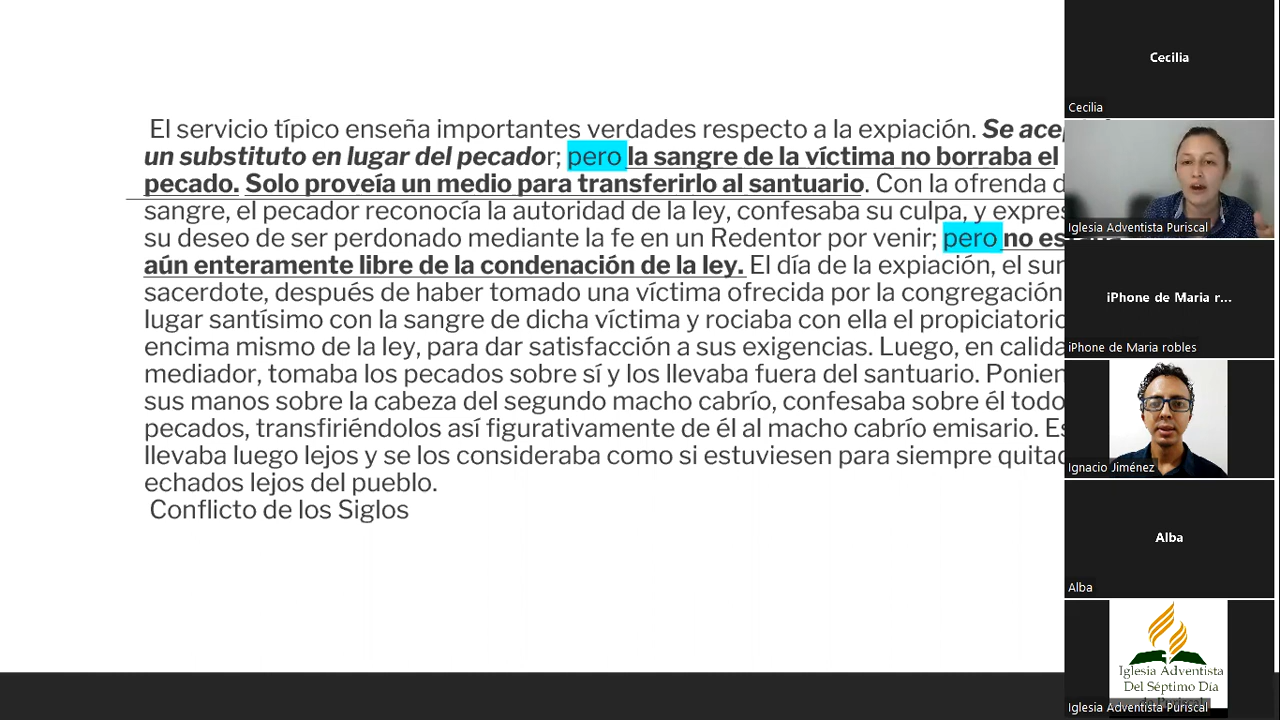 El servicio típico enseña importantes verdades respecto a la expiación. Se
un substituto en lugar del pecador; pero la sangre de la víctima no borraba el
pecado. Solo proveía un medio para transferirlo al santuario. Con la ofrenda
sangre, el pecador reconocía la autoridad de la ley, confesaba su culpa, y
su deseo de ser perdonado mediante la fe en un Redentor por venir; pero no
aún enteramente libre de la condenación de la ley. El día de la expiación, el
sacerdote, después de haber tomado una víctima ofrecida por la congregación
lugar santísimo con la sangre de dicha víctima y rociaba con ella el propiciatorio
encima mismo de la ley, para dar satisfacción a sus exigencias. Luego, en
mediador, tomaba los pecados sobre sí y los llevaba fuera del santuario.
sus manos sobre la cabeza del segundo macho cabrío, confesaba sobre él
pecados, transfiriéndolos así figurativamente de él al macho cabrío emisario.
llevaba luego lejos y se los consideraba como si estuviesen para siempre
echados lejos del pueblo.
Conflicto de los Siglos
Cecilia
Cecilia
Iglesia Adventista Puriscal
iPhone de Maria r...
iPhone de Maria robles
Ignacio Jiménez
Alba
Alba
Iglesia Adventista
Del Séptimo Día
Iglesia Adventista Puriscal